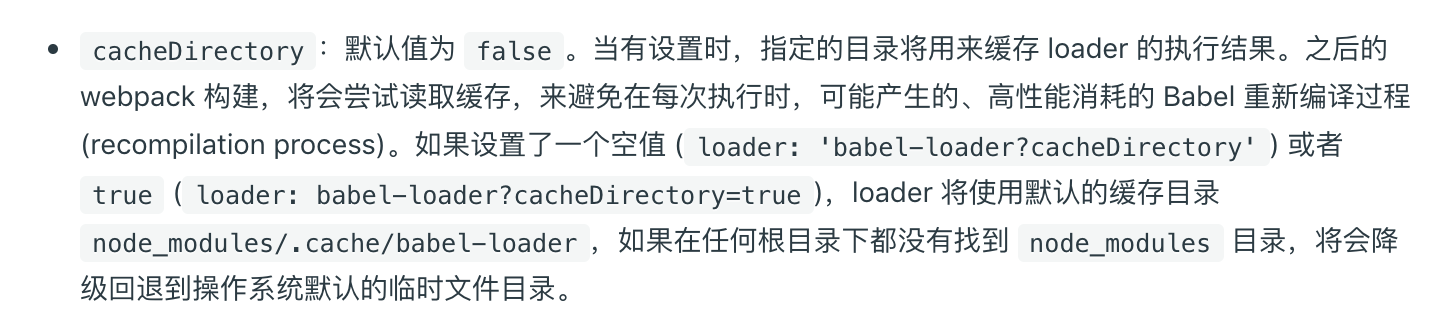 • cacheDirectory：默认值为 false。当有设置时，指定的目录将用来缓存 loader 的执行结果。之后的
webpack 构建，将会尝试读取缓存，来避免在每次执行时，可能产生的、高性能消耗的 Babel 重新编译过程
(recompilation process)。如果设置了一个空值 (loader: 'babel-loader?cacheDirectory') 或者
true (loader: babel-loader?cacheDirectory=true)，loader 将使用默认的缓存目录
node_modules/.cache/babel-loader，如果在任何根目录下都没有找到 node_modules 目录，将会降
级回退到操作系统默认的临时文件目录。